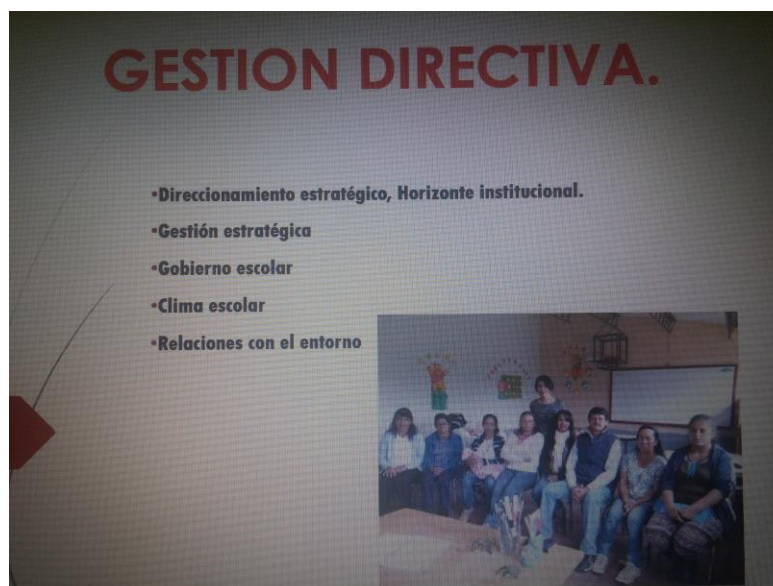 GESTION DIRECTIVA.
•Direccionamiento estratégico, Horizonte institucional.
•Gestión estratégica
•Gobierno escolar
•Clima escolar
•Relaciones con el entorno